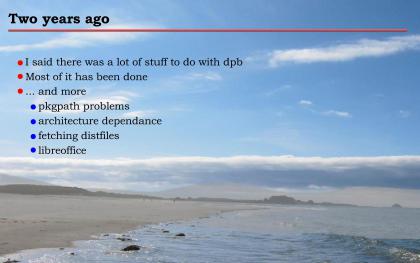 Two years ago
I said there was a lot of stuff to do with dpb
Most of it has been done
... and more
pkgpath problems
architecture dependance
fetching distfiles
libreoffice